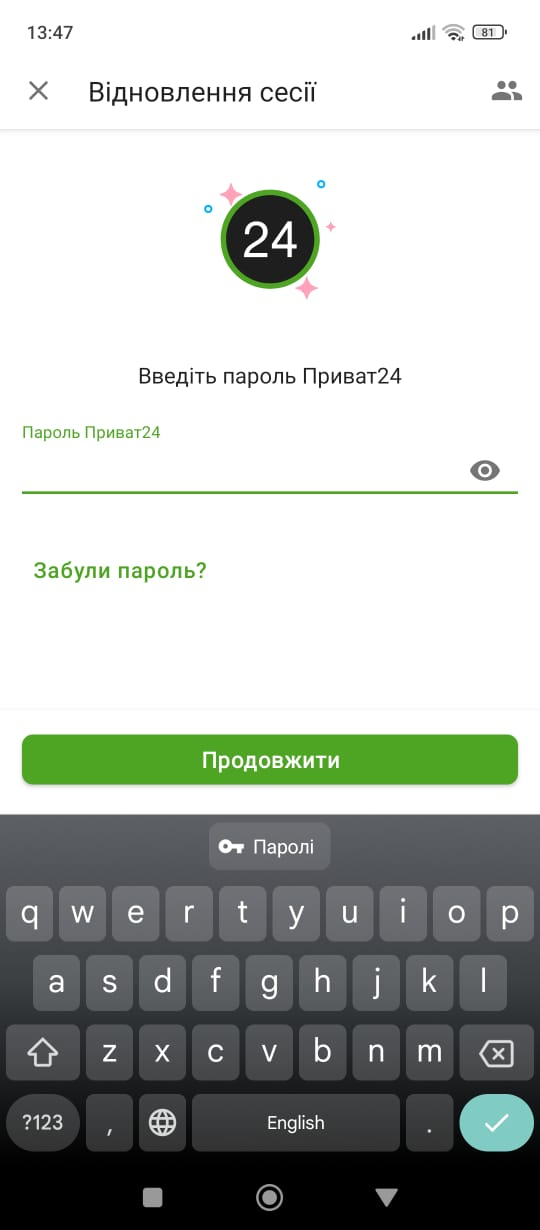 13:47
81
Відновлення сесії
24
Введіть пароль Приват24
Пароль Приват24
Забули пароль?
Продовжити
Паролі
q w e r t y u i o p
a s d f g h j k l
z x c v b n m
?123 , English .